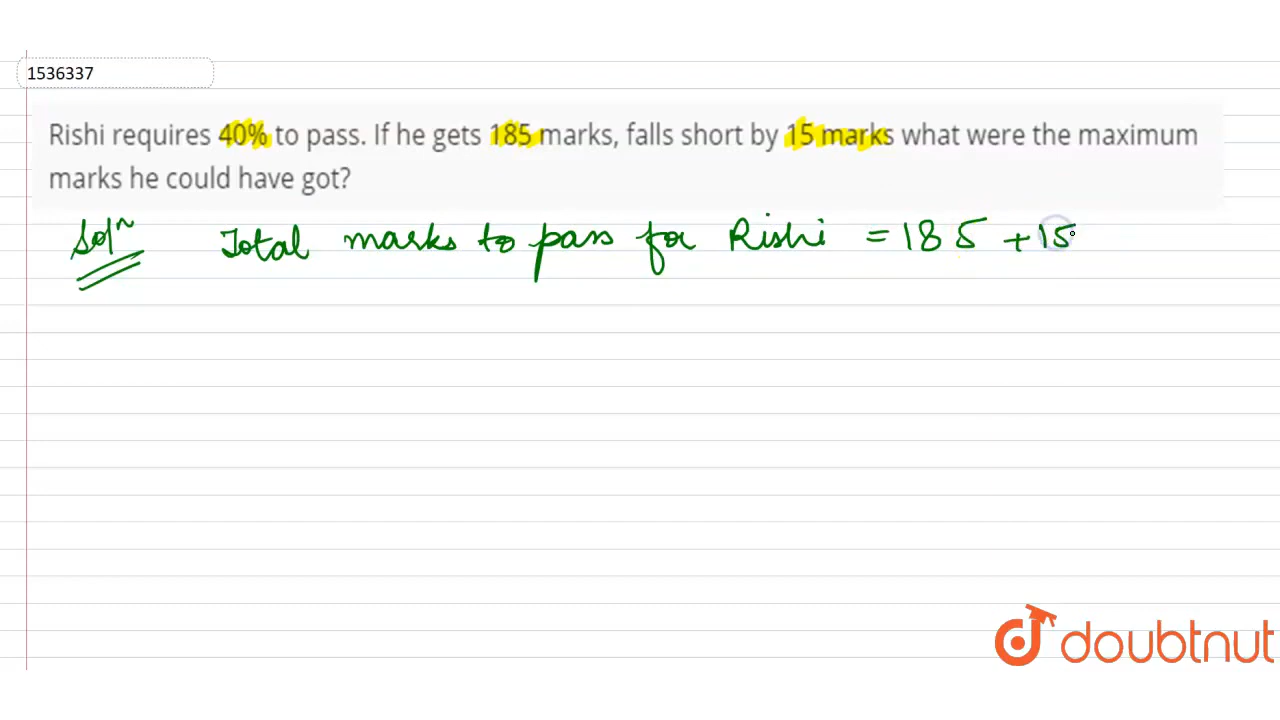 1536337
Rishi requires 40% to pass. If he gets 185 marks, falls short by 15 marks what were the maximum
marks he could have got?
Solⁿ Total marks to pass for Rishi = 185 + 15
doubtnut